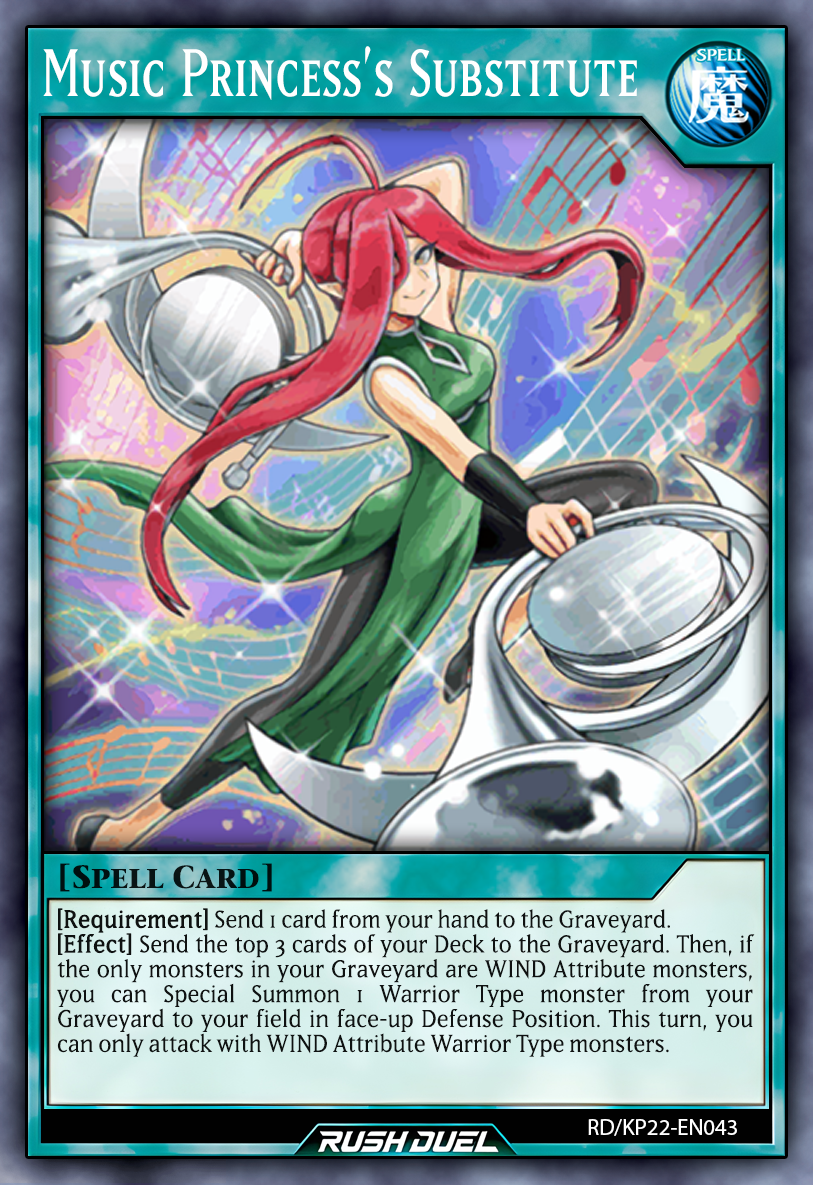 Music Princess's Substitute
SPELL
魔
[Spell Card]
[Requirement] Send 1 card from your hand to the Graveyard.
[Effect] Send the top 3 cards of your Deck to the Graveyard. Then, if
the only monsters in your Graveyard are WIND Attribute monsters,
you can Special Summon 1 Warrior Type monster from your
Graveyard to your field in face-up Defense Position. This turn, you
can only attack with WIND Attribute Warrior Type monsters.
RD/KP22-EN043
RUSH DUEL